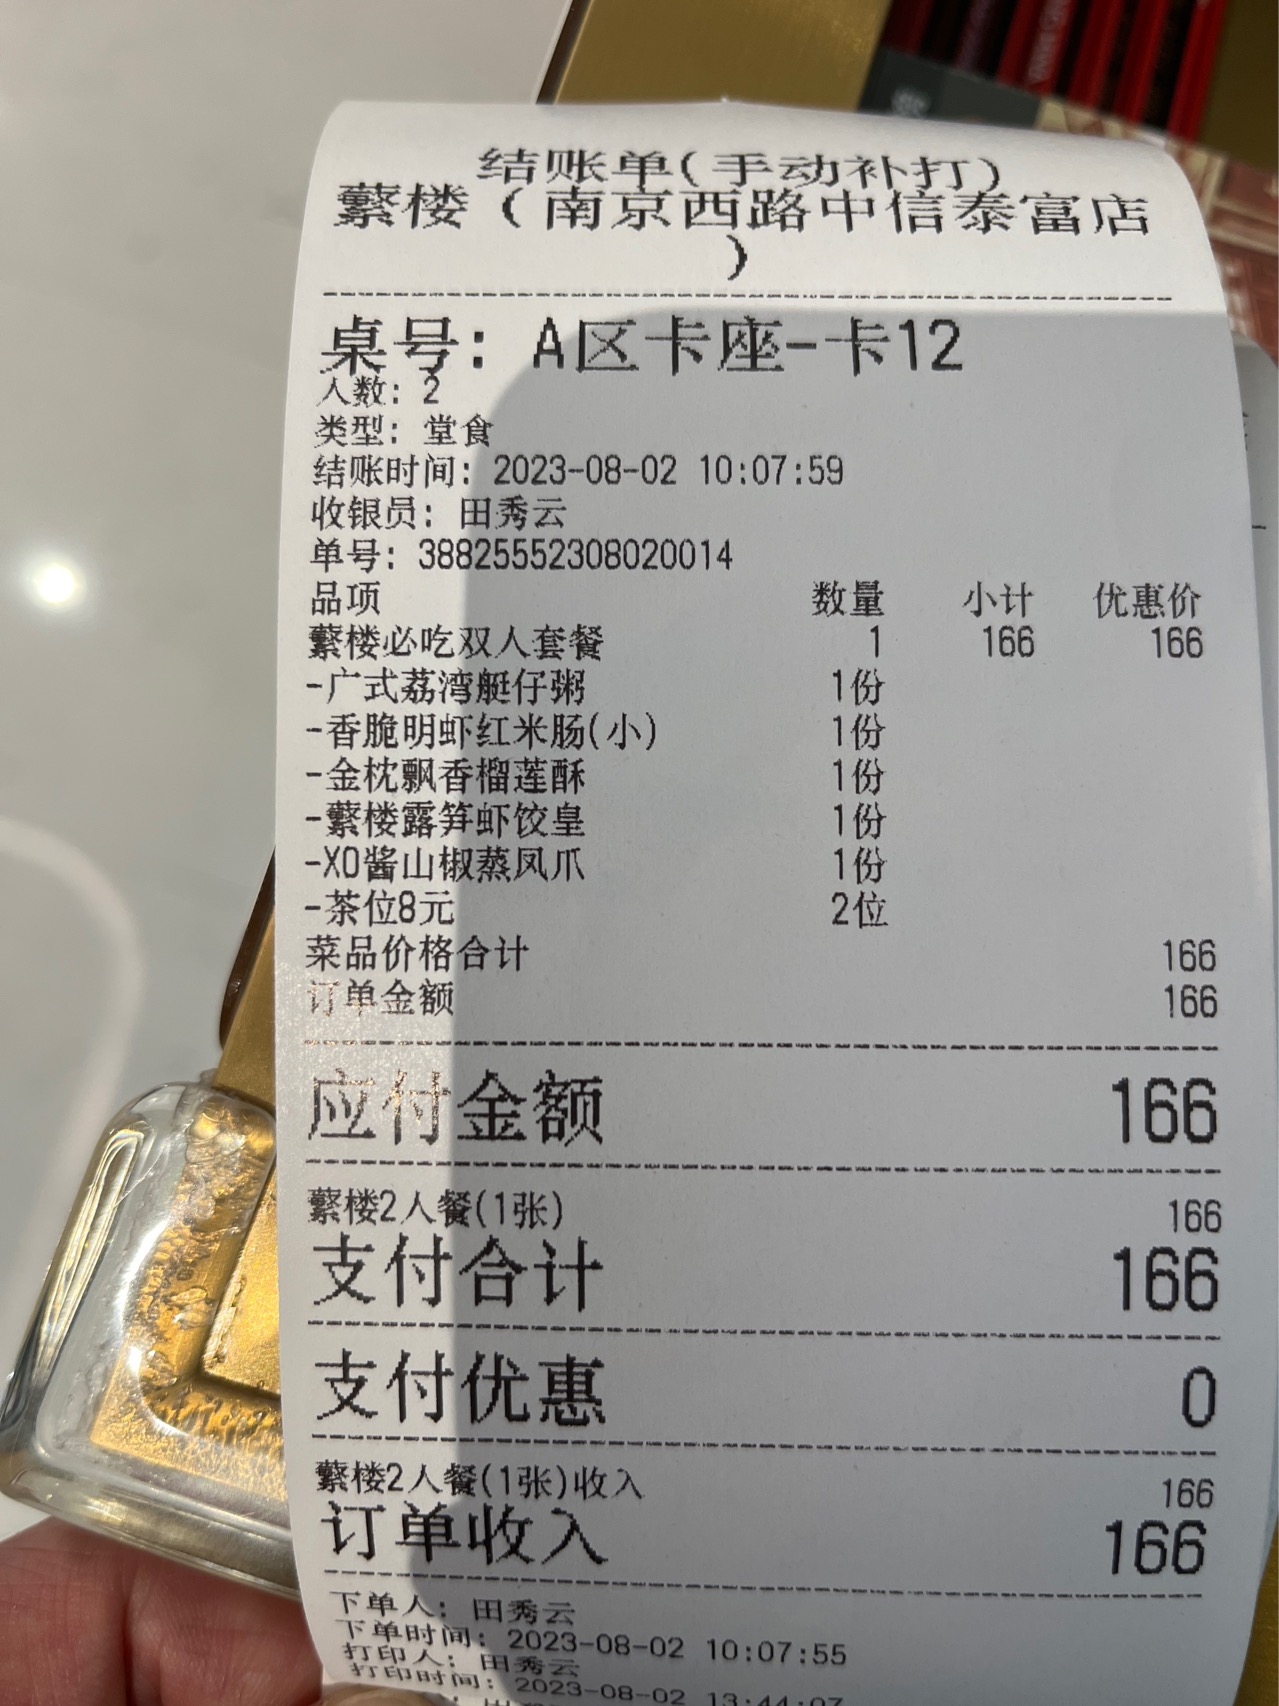 结账单(手动补打)
蘩楼(南京西路中信泰富店
)
桌号: A区卡座-卡12
人数: 2
类型: 堂食
结账时间: 2023-08-02 10:07:59
收银员: 田秀云
单号: 38825552308020014
品项 数量 小计 优惠价
蘩楼必吃双人套餐 1 166 166
-广式荔湾艇仔粥 1份
-香脆明虾红米肠(小) 1份
-金枕飘香榴莲酥 1份
-蘩楼露笋虾饺皇 1份
-XO酱山椒蒸凤爪 1份
-茶位8元 2位
菜品价格合计 166
订单金额 166
应付金额 166
蘩楼2人餐(1张) 166
支付合计 166
支付优惠 0
蘩楼2人餐(1张)收入 166
订单收入 166
下单人: 田秀云
下单时间: 2023-08-02 10:07:55
打印人: 田秀云
打印时间: 2023-08-02 13:44:07